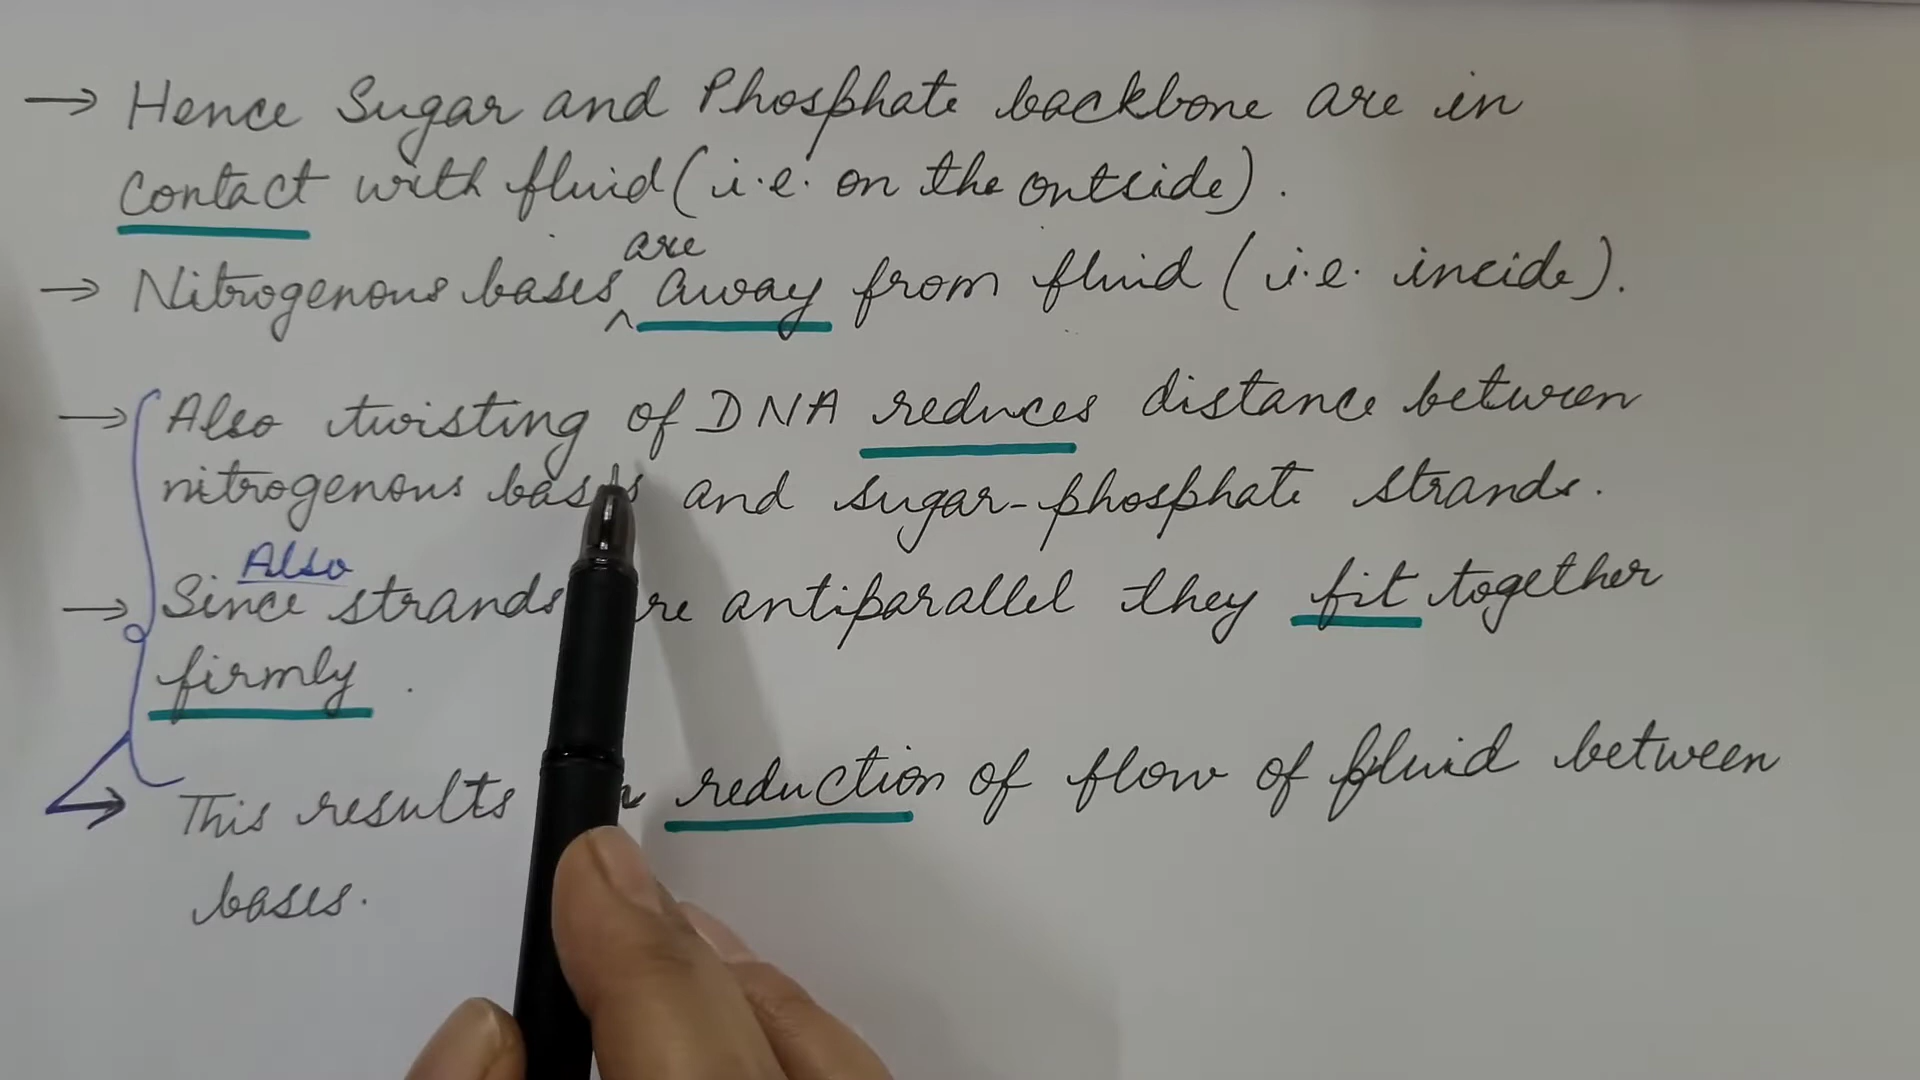 → Hence Sugar and Phosphate backbone are in
contact with fluid (i.e. on the outside).
→ Nitrogenous bases ^ are away from fluid (i.e. inside).
→ Also twisting of DNA reduces distance between
nitrogenous bases and sugar-phosphate strands.
Also
→ Since strands are antiparallel they fit together
firmly.
→ This results reduction of flow of fluid between
bases.